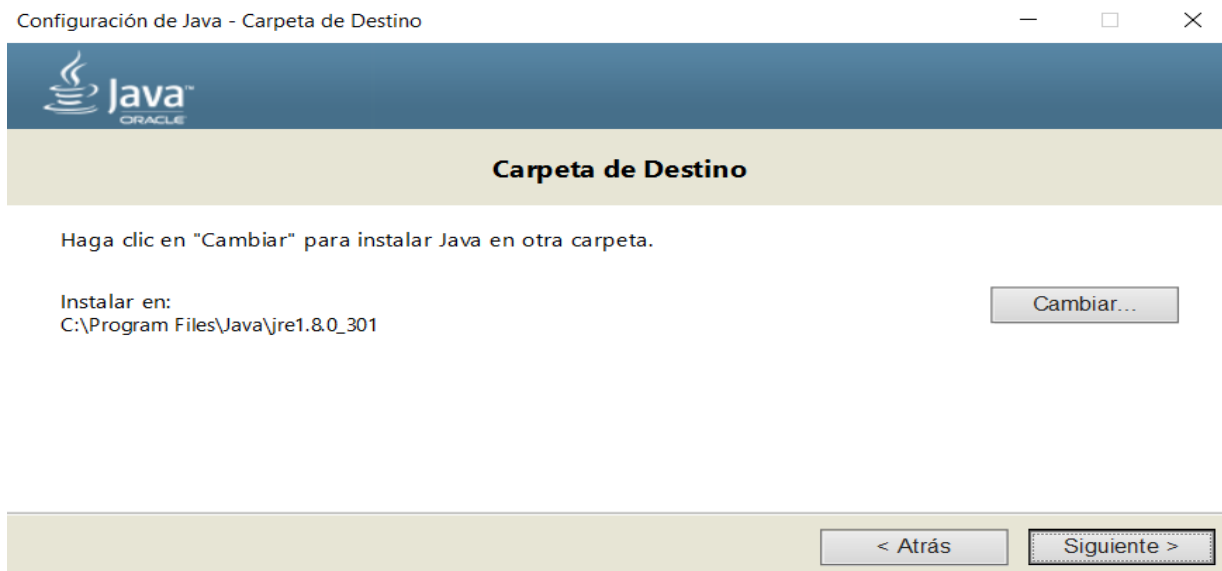 Configuración de Java - Carpeta de Destino
Java™
ORACLE
Carpeta de Destino
Haga clic en "Cambiar" para instalar Java en otra carpeta.
Instalar en:
C:\Program Files\Java\jre1.8.0_301
Cambiar...
< Atrás
Siguiente >